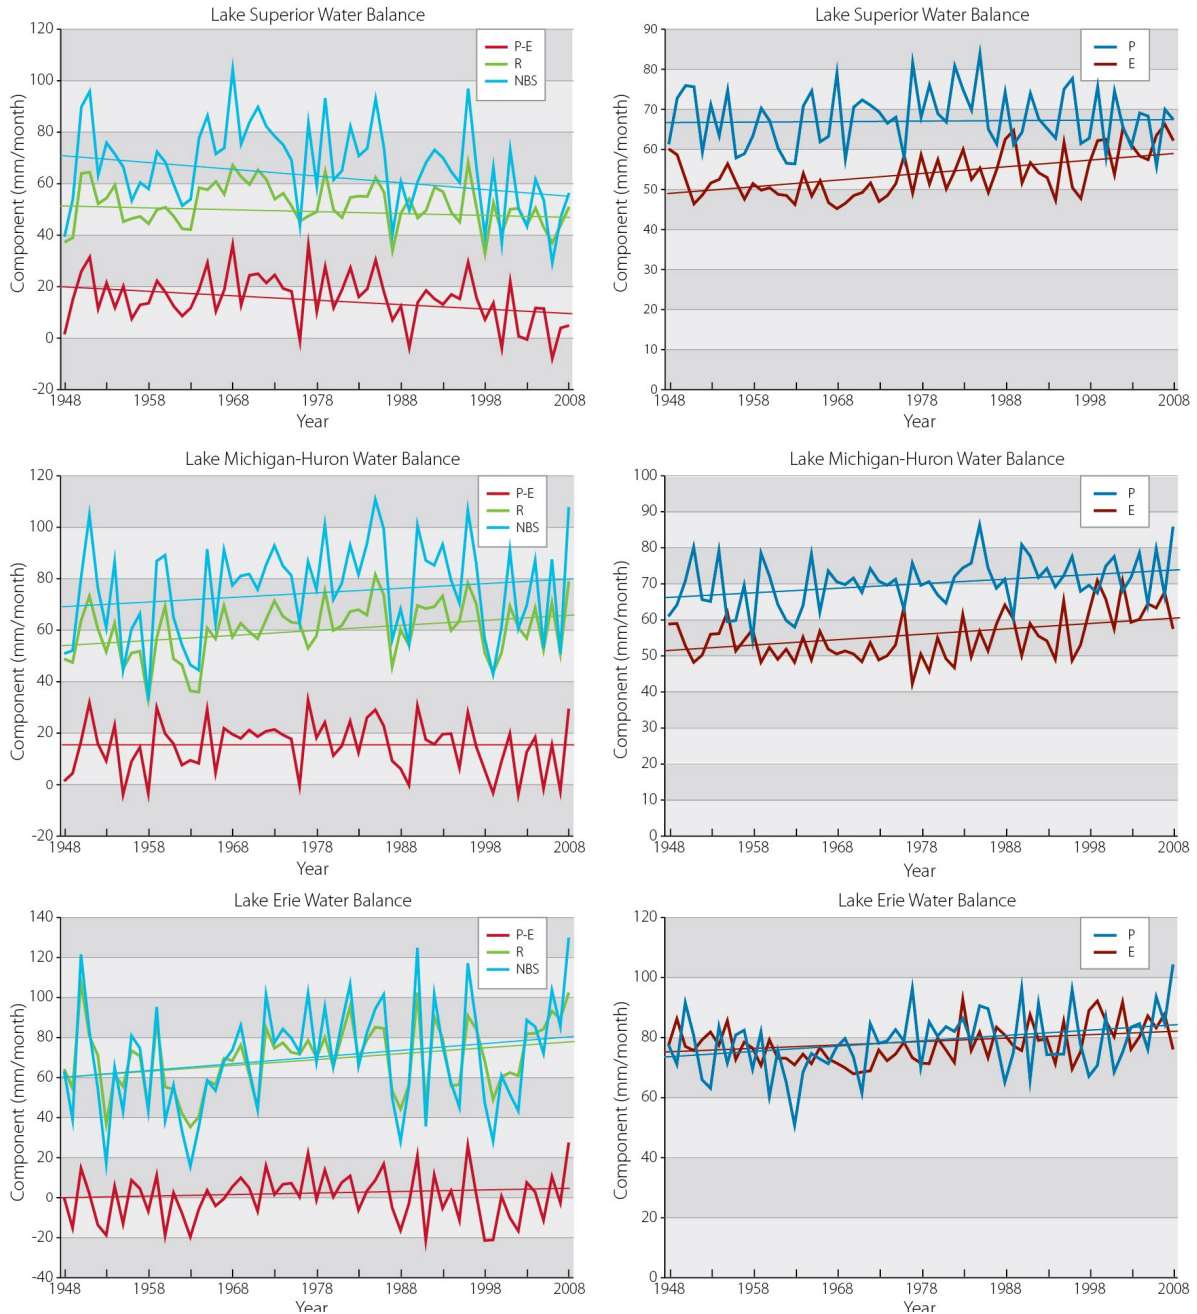 Lake Superior Water Balance
Component (mm/month)
120
100
80
60
40
20
0
-20
P-E
R
NBS
1948 1958 1968 1978 1988 1998 2008
Year
Lake Superior Water Balance
Component (mm/month)
90
80
70
60
50
40
30
20
10
0
P
E
1948 1958 1968 1978 1988 1998 2008
Year
Lake Michigan-Huron Water Balance
Component (mm/month)
120
100
80
60
40
20
0
-20
P-E
R
NBS
1948 1958 1968 1978 1988 1998 2008
Year
Lake Michigan-Huron Water Balance
Component (mm/month)
100
90
80
70
60
50
40
30
20
10
0
P
E
1948 1958 1968 1978 1988 1998 2008
Year
Lake Erie Water Balance
Component (mm/month)
140
120
100
80
60
40
20
0
-20
-40
P-E
R
NBS
1948 1958 1968 1978 1988 1998 2008
Year
Lake Erie Water Balance
Component (mm/month)
120
100
80
60
40
20
0
P
E
1948 1958 1968 1978 1988 1998 2008
Year